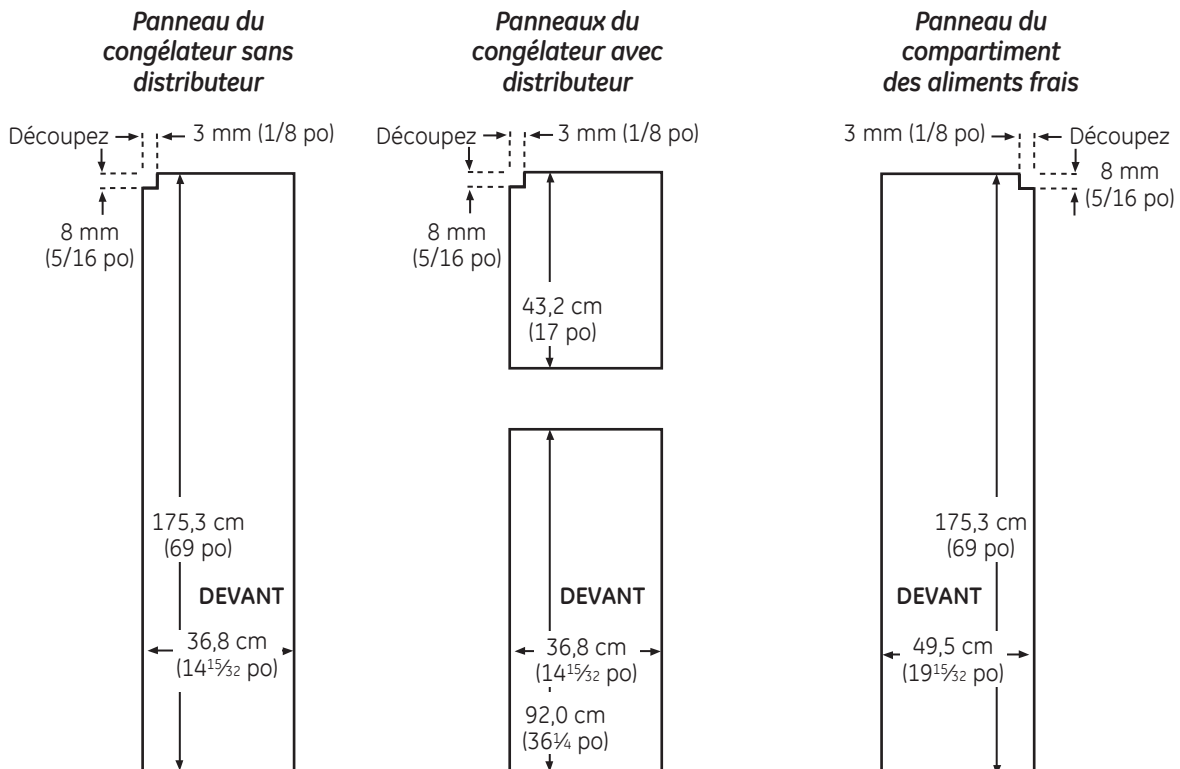 Panneau du
congélateur sans
distributeur
Découpez
3 mm (1/8 po)
8 mm
(5/16 po)
175,3 cm
(69 po)
DEVANT
36,8 cm
(14 15/32 po)
Panneaux du
congélateur avec
distributeur
Découpez
3 mm (1/8 po)
8 mm
(5/16 po)
43,2 cm
(17 po)
DEVANT
36,8 cm
(14 15/32 po)
92,0 cm
(36 1/4 po)
Panneau du
compartiment
des aliments frais
3 mm (1/8 po)
Découpez
8 mm
(5/16 po)
175,3 cm
(69 po)
DEVANT
49,5 cm
(19 15/32 po)